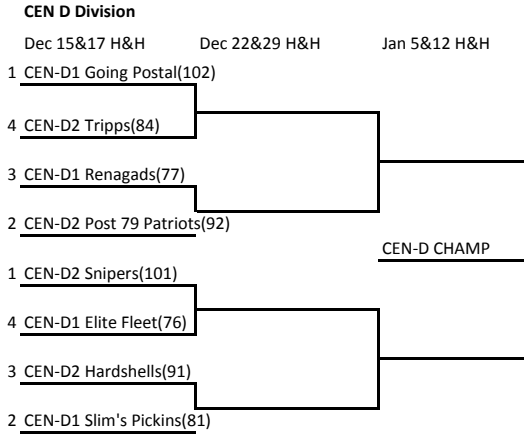 CEN D Division
Dec 15&17 H&H Dec 22&29 H&H Jan 5&12 H&H
1 CEN-D1 Going Postal(102)
4 CEN-D2 Tripps(84)
3 CEN-D1 Renagads(77)
2 CEN-D2 Post 79 Patriots(92)
CEN-D CHAMP
1 CEN-D2 Snipers(101)
4 CEN-D1 Elite Fleet(76)
3 CEN-D2 Hardshells(91)
2 CEN-D1 Slim's Pickins(81)